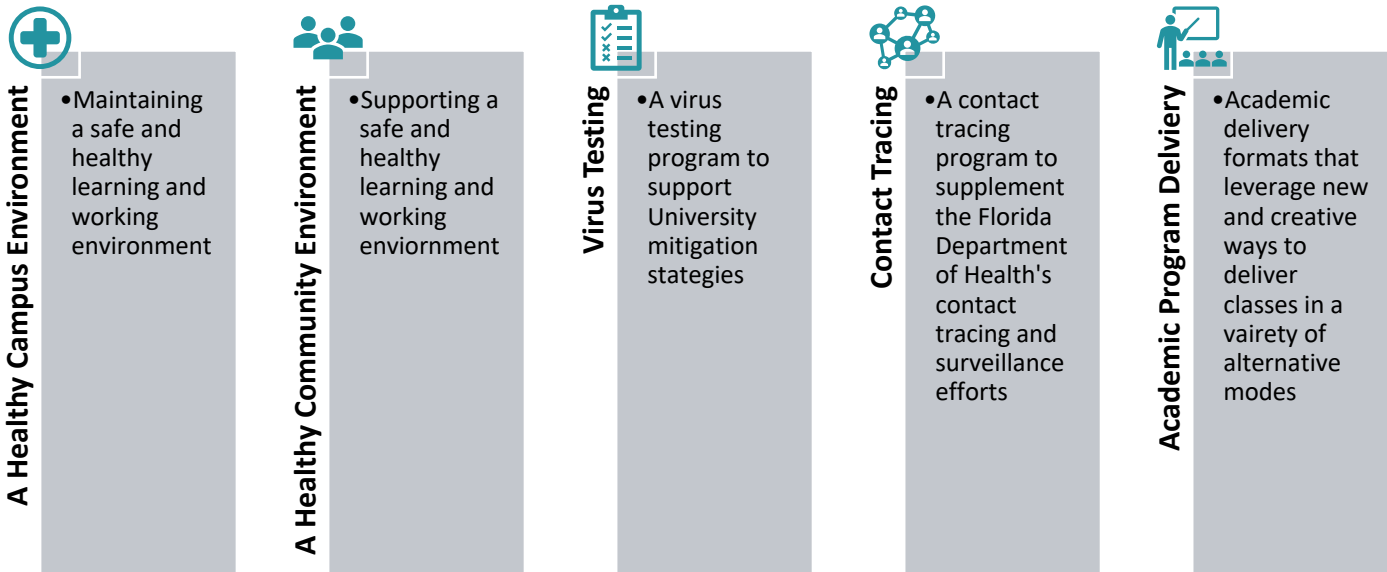 A Healthy Campus Environment
•Maintaining
a safe and
healthy
learning and
working
environment
A Healthy Community Environment
•Supporting a
safe and
healthy
learning and
working
enviornment
Virus Testing
•A virus
testing
program to
support
University
mitigation
stategies
Contact Tracing
•A contact
tracing
program to
supplement
the Florida
Department
of Health's
contact
tracing and
surveillance
efforts
Academic Program Delviery
•Academic
delivery
formats that
leverage new
and creative
ways to
deliver
classes in a
vairety of
alternative
modes